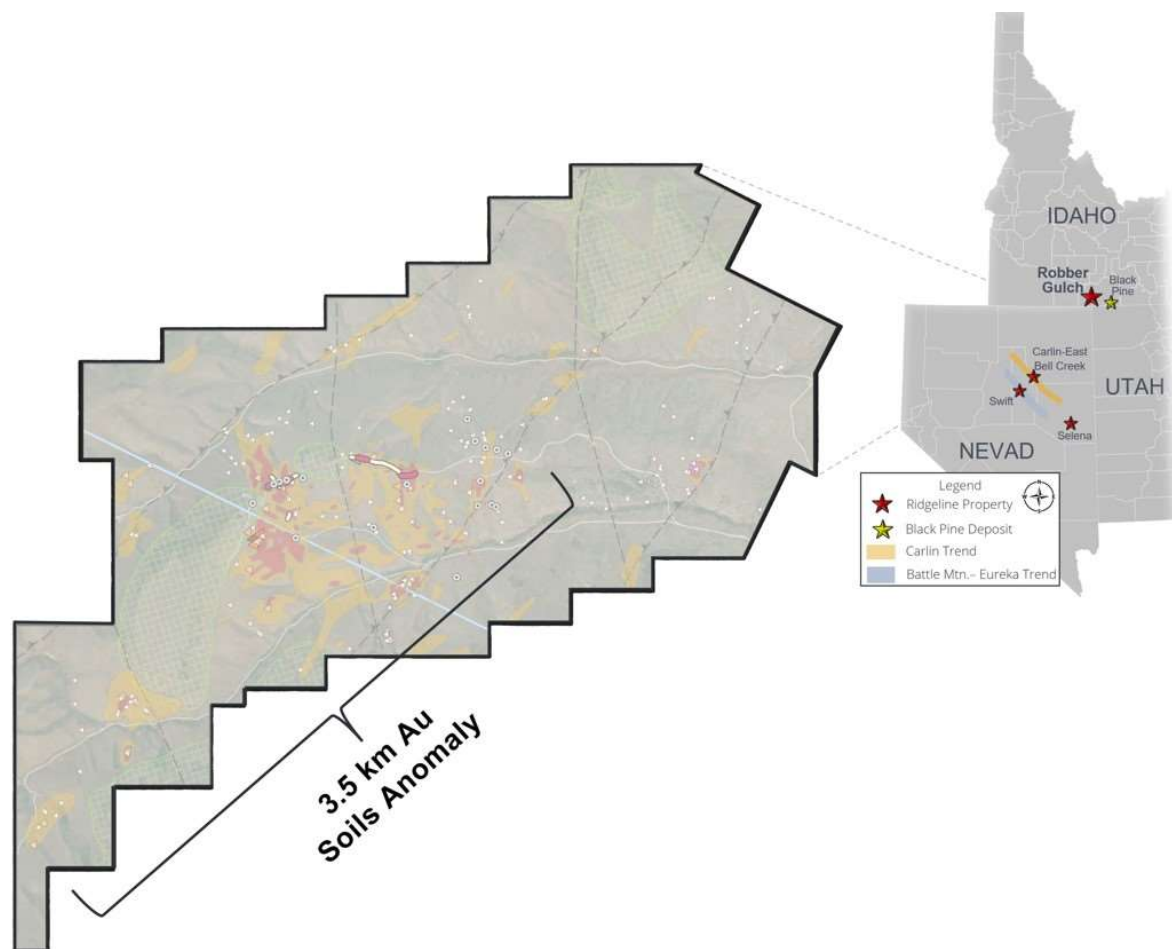 IDAHO
Robber
Gulch
Black
Pine
Carlin-East
Bell Creek
Swift
UTAH
Selena
NEVAD
Legend
Ridgeline Property
Black Pine Deposit
Carlin Trend
Battle Mtn.– Eureka Trend
3.5 km Au
Soils Anomaly